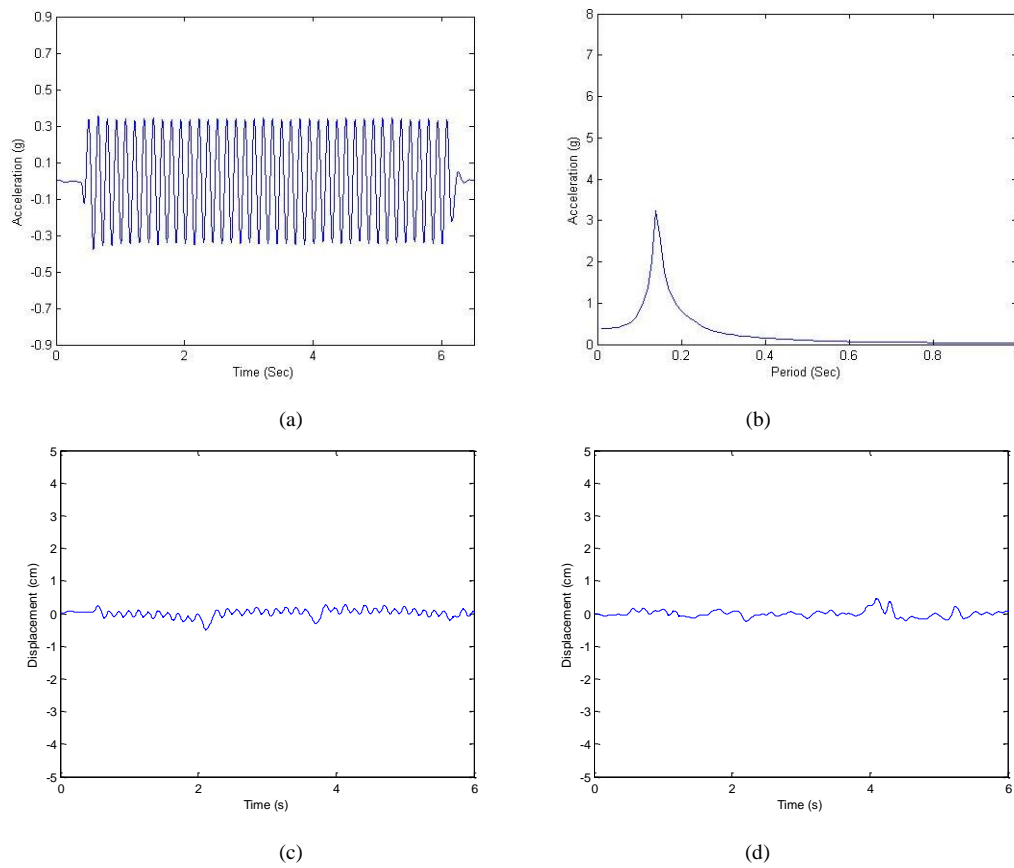 0.9
0.7
0.5
0.3
0.1
-0.1
-0.3
-0.5
-0.7
-0.9
Acceleration (g)
0 2 4 6
Time (Sec)
(a)
8
7
6
5
4
3
2
1
0
Acceleration (g)
0 0.2 0.4 0.6 0.8
Period (Sec)
(b)
5
4
3
2
1
0
-1
-2
-3
-4
-5
Displacement (cm)
0 2 4 6
Time (s)
(c)
5
4
3
2
1
0
-1
-2
-3
-4
-5
Displacement (cm)
0 2 4 6
Time (s)
(d)